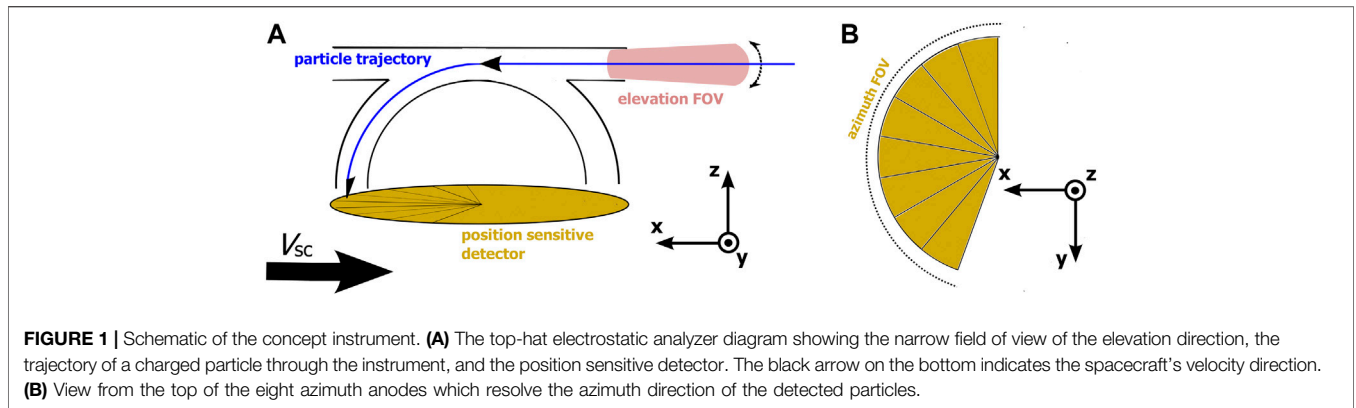 A
particle trajectory
elevation FOV
z
x
y
position sensitive
detector
VSC
B
azimuth FOV
x
z
y
FIGURE 1 | Schematic of the concept instrument. (A) The top-hat electrostatic analyzer diagram showing the narrow field of view of the elevation direction, the
trajectory of a charged particle through the instrument, and the position sensitive detector. The black arrow on the bottom indicates the spacecraft's velocity direction.
(B) View from the top of the eight azimuth anodes which resolve the azimuth direction of the detected particles.